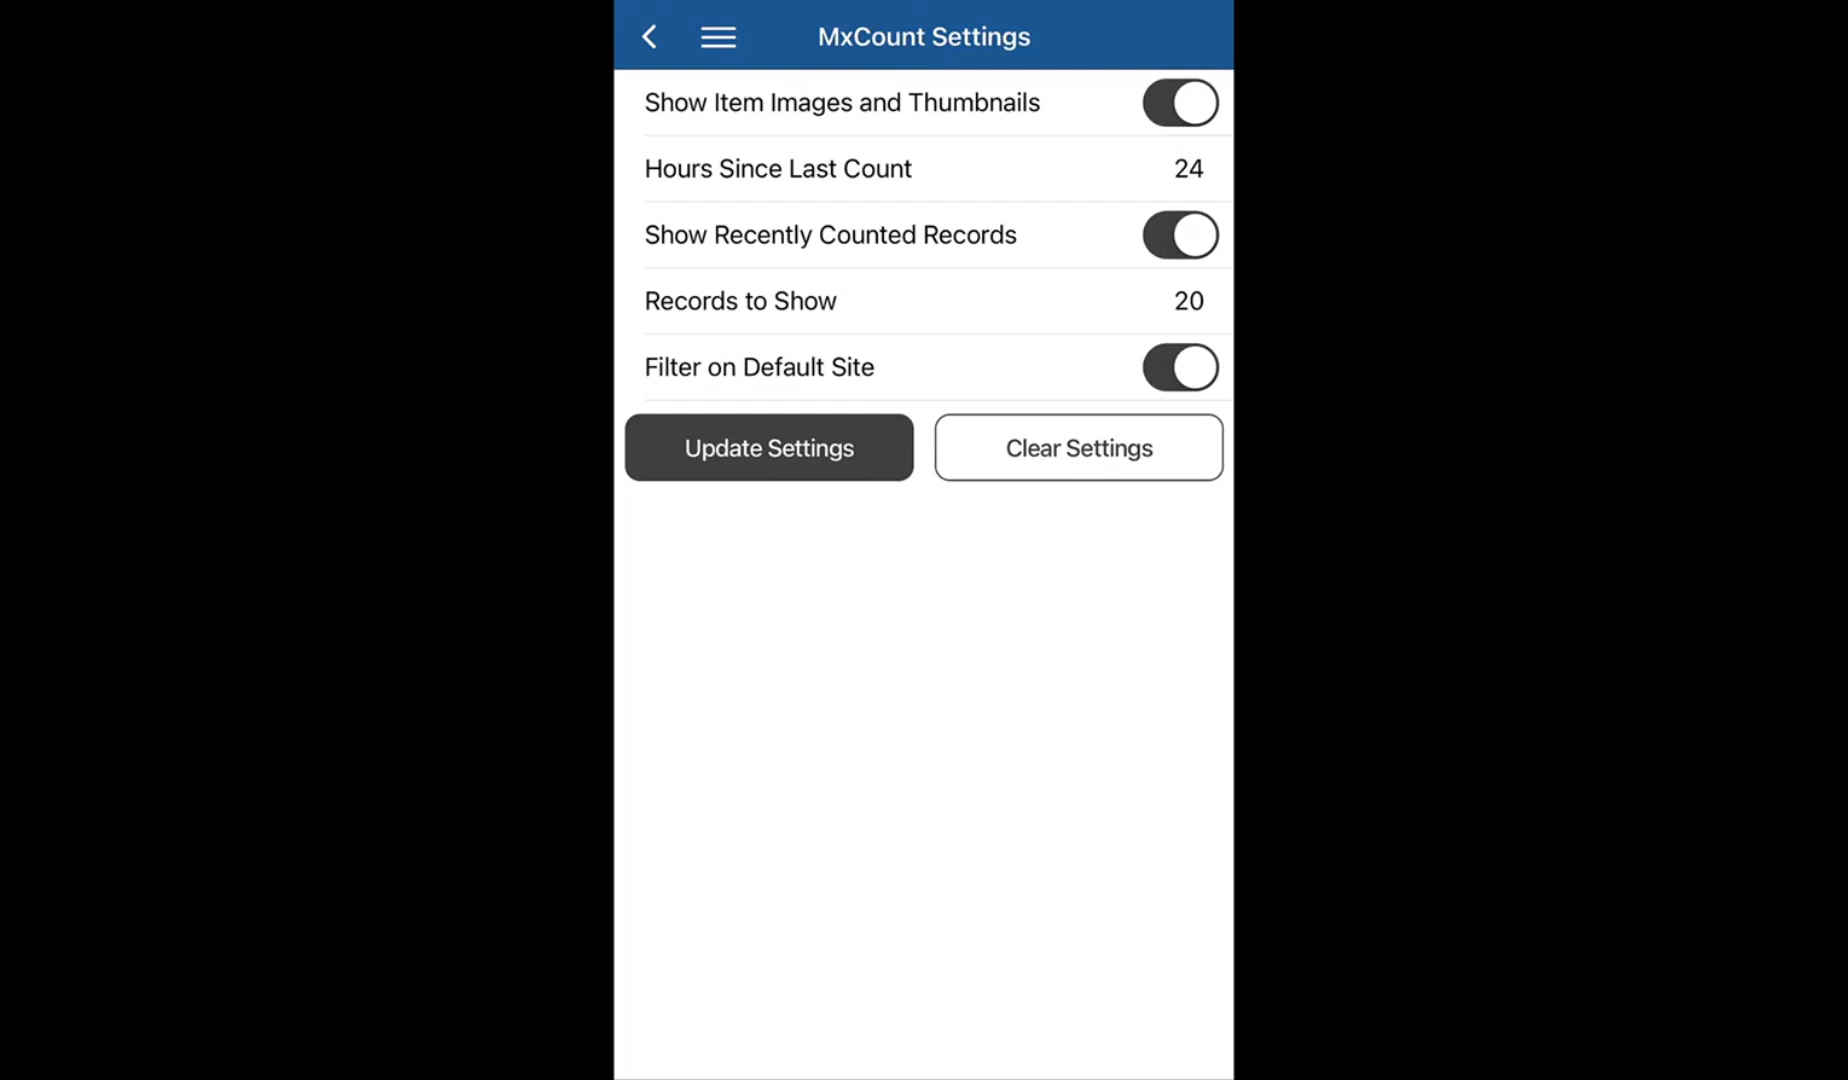 MxCount Settings
Show Item Images and Thumbnails
Hours Since Last Count 24
Show Recently Counted Records
Records to Show 20
Filter on Default Site
Update Settings Clear Settings